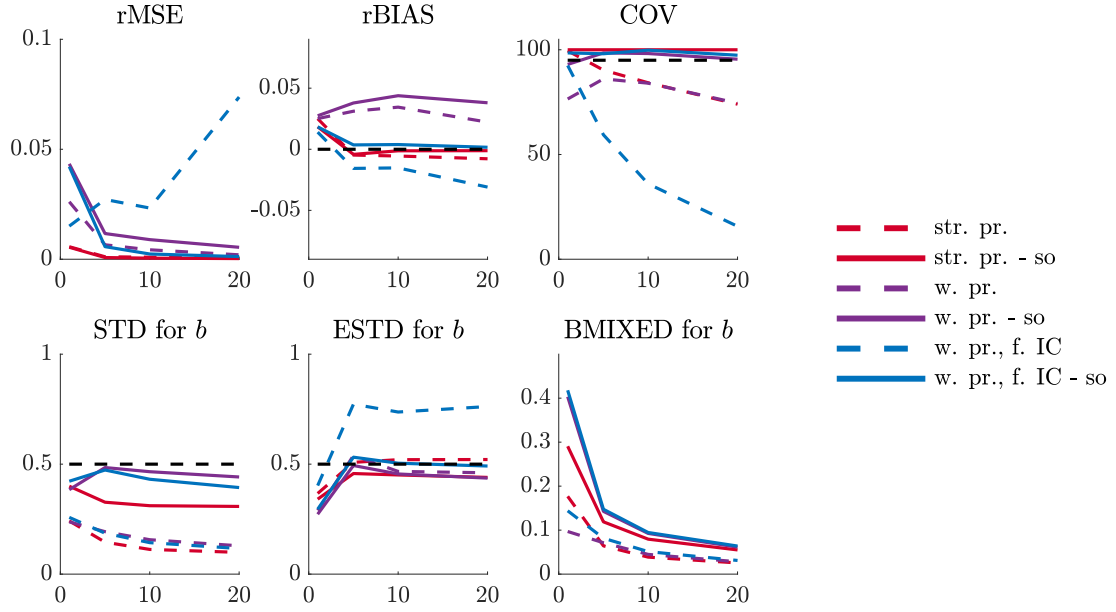 rMSE
rBIAS
COV
0.1
0.05
0
0 10 20
0.05
0
-0.05
0 10 20
100
50
0
0 10 20
str. pr.
str. pr. - so
w. pr.
w. pr. - so
w. pr., f. IC
w. pr., f. IC - so
STD for b
ESTD for b
BMIXED for b
1
0.5
0
0 10 20
1
0.5
0
0 10 20
0.4
0.3
0.2
0.1
0
0 10 20